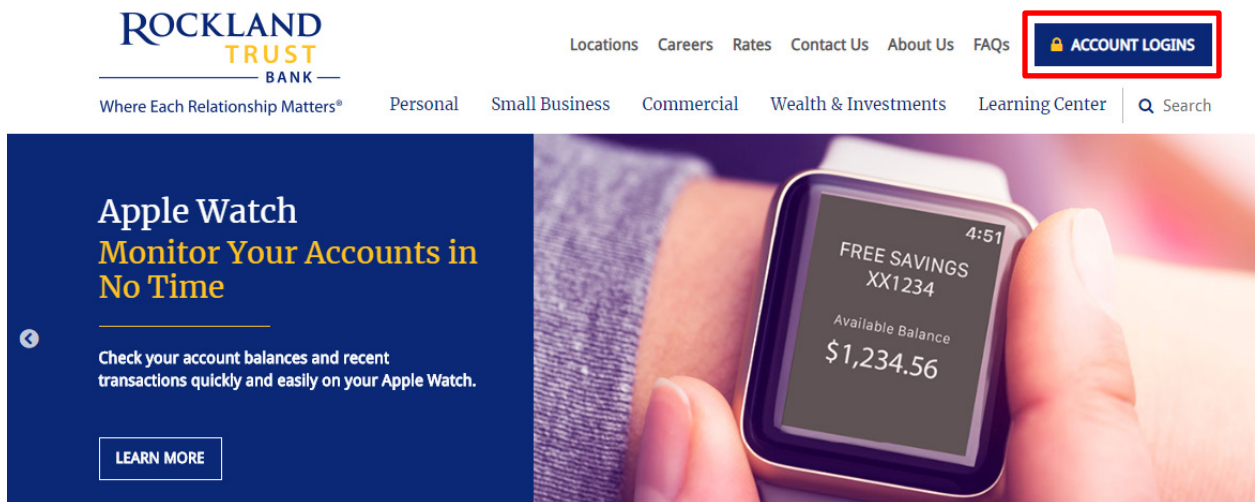 ROCKLAND
TRUST
BANK
Where Each Relationship Matters®
Locations Careers Rates Contact Us About Us FAQs ACCOUNT LOGINS
Personal Small Business Commercial Wealth & Investments Learning Center Search
Apple Watch
Monitor Your Accounts in
No Time
Check your account balances and recent
transactions quickly and easily on your Apple Watch.
LEARN MORE
4:51
FREE SAVINGS
XX1234
Available Balance
$1,234.56